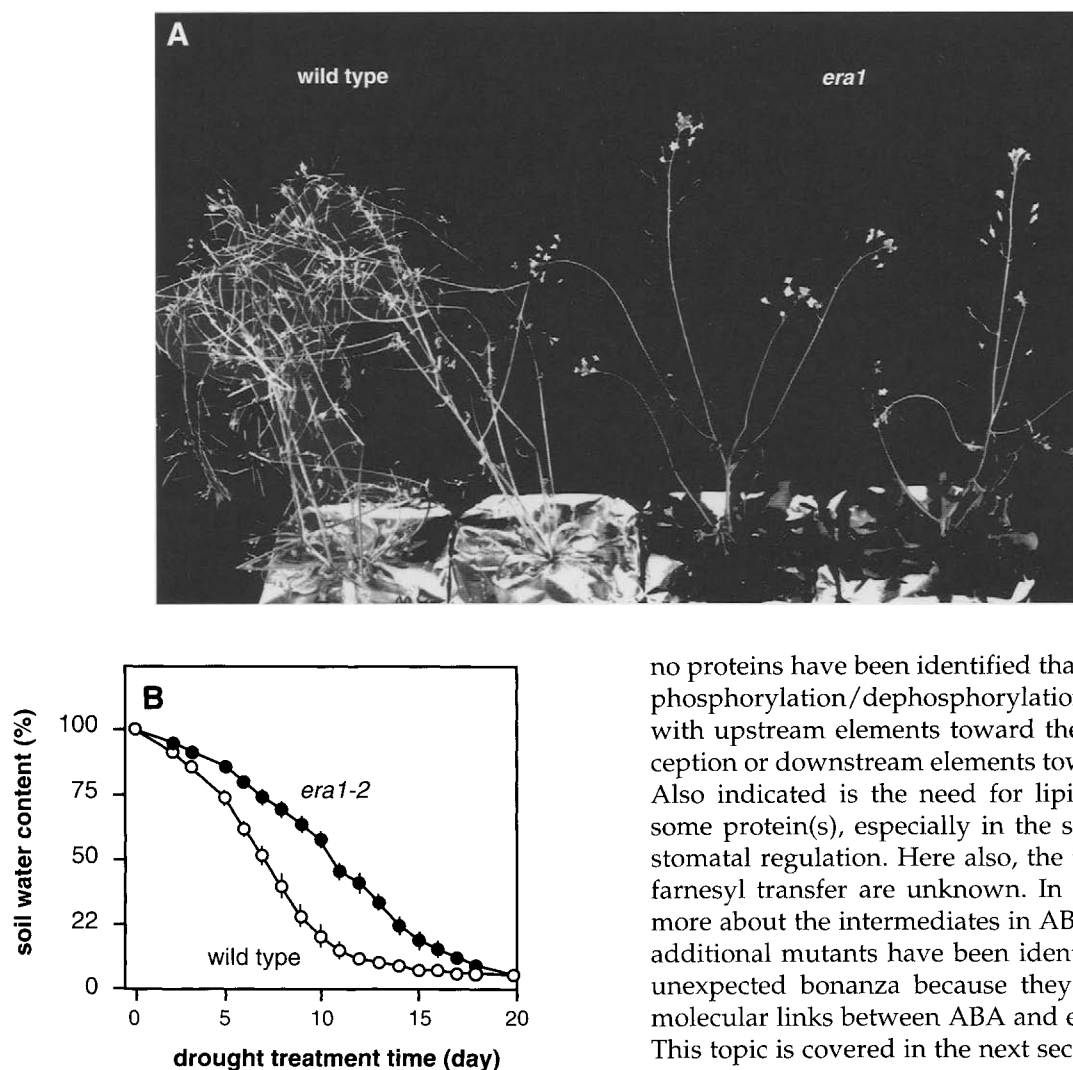 A
wild type
era1
B
soil water content (%)
100
75
50
22
0
era1-2
wild type
0
5
10
15
20
drought treatment time (day)
no proteins have been identified tha
phosphorylation/dephosphorylation
with upstream elements toward the
ception or downstream elements tow
Also indicated is the need for lipi
some protein(s), especially in the s
stomatal regulation. Here also, the
farnesyl transfer are unknown. In
more about the intermediates in AB
additional mutants have been ident
unexpected bonanza because they
molecular links between ABA and e
This topic is covered in the next sec